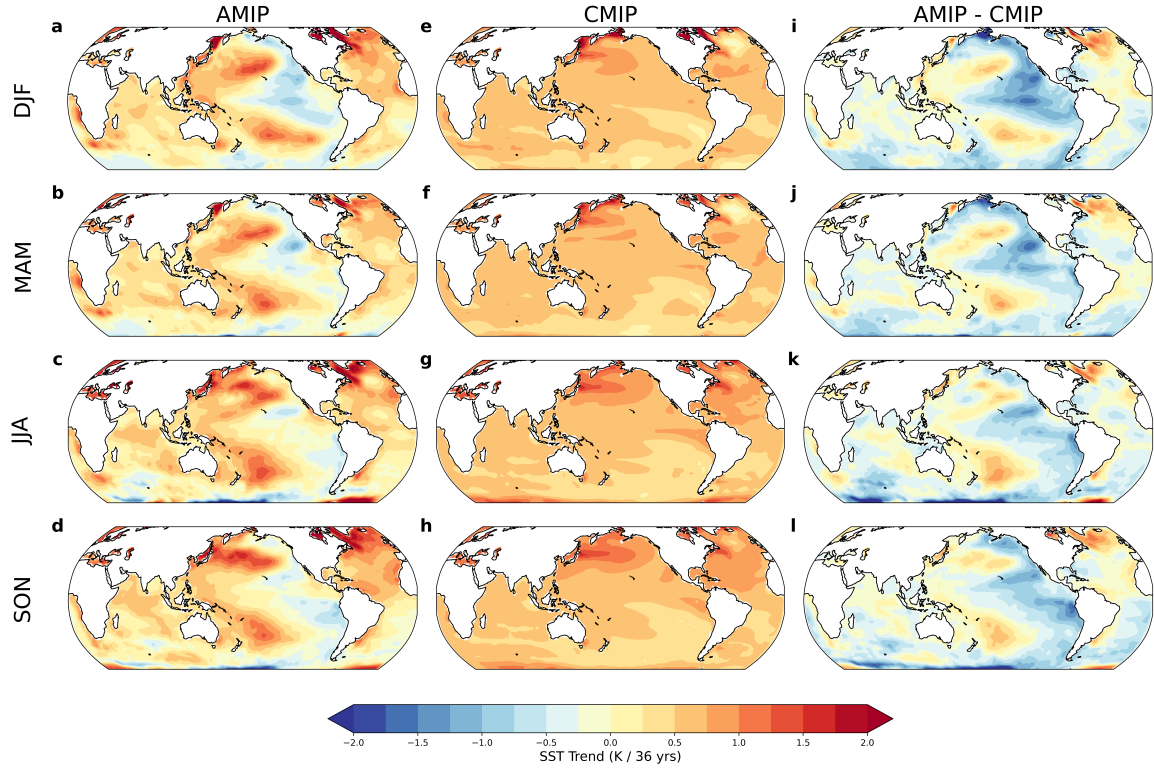 AMIP CMIP AMIP - CMIP
a e i
DJF
b f j
MAM
c g k
JJA
d h l
SON
−2.0 −1.5 −1.0 −0.5 0.0 0.5 1.0 1.5 2.0
SST Trend (K / 36 yrs)